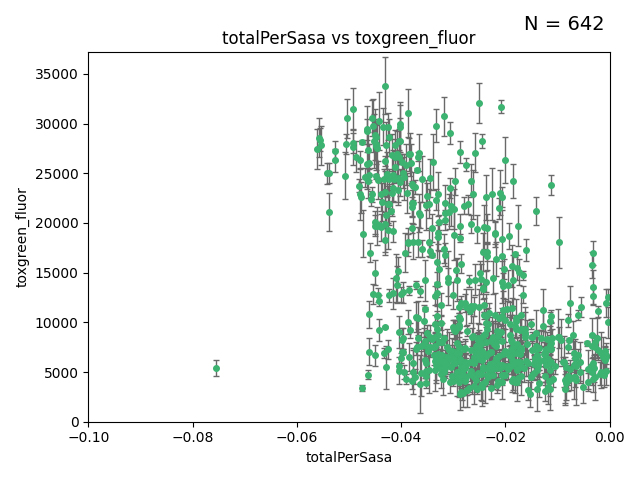 N = 642
totalPerSasa vs toxgreen_fluor
toxgreen_fluor
35000
30000
25000
20000
15000
10000
5000
0
−0.10 −0.08 −0.06 −0.04 −0.02 0.00
totalPerSasa